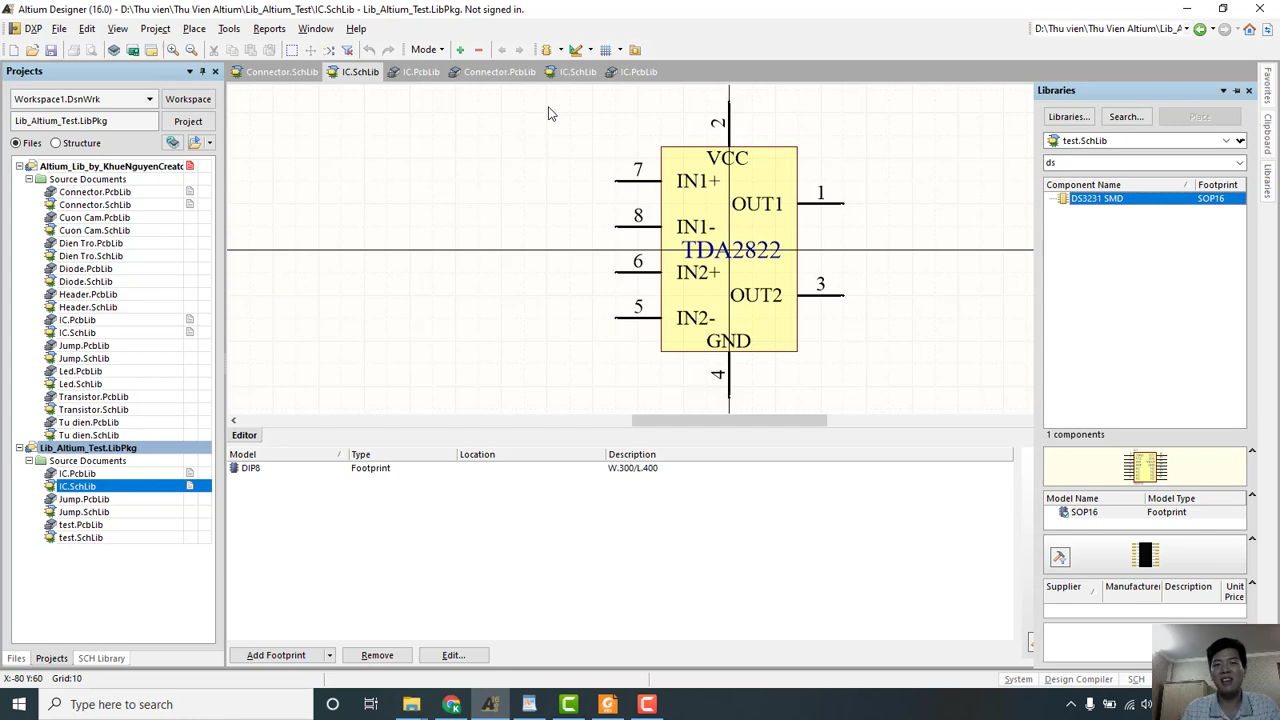 Altium Designer (16.0) - D:\Thu vien\Thu Vien Altium\Lib_Altium_Test\IC.SchLib - Lib_Altium_Test.LibPkg. Not signed in.
DXP File Edit View Project Place Tools Reports Window Help D:\Thu vien\Thu Vien Altium\Lib
Mode
Projects
Connector.SchLib IC.SchLib IC.PcbLib Connector.PcbLib IC.SchLib IC.PcbLib
Workspace1.DsnWrk Workspace
Lib_Altium_Test.LibPkg Project
Files Structure
Altium_Lib_by_KhueNguyenCreato
Source Documents
Connector.PcbLib
Connector.SchLib
Cuon Cam.PcbLib
Cuon Cam.SchLib
Dien Tro.PcbLib
Dien Tro.SchLib
Diode.PcbLib
Diode.SchLib
Header.PcbLib
Header.SchLib
IC.PcbLib
IC.SchLib
Jump.PcbLib
Jump.SchLib
Led.PcbLib
Led.SchLib
Transistor.PcbLib
Transistor.SchLib
Tu dien.PcbLib
Tu dien.SchLib
Lib_Altium_Test.LibPkg
Source Documents
IC.PcbLib
IC.SchLib
Jump.PcbLib
Jump.SchLib
test.PcbLib
test.SchLib
Files Projects SCH Library
2
VCC
7 IN1+
OUT1 1
8 IN1-
TDA2822
6 IN2+
OUT2 3
5 IN2-
GND
4
Editor
Model Type Location Description
DIP8 Footprint W.300/L.400
Add Footprint Remove Edit...
Libraries
Libraries... Search... Place
test.SchLib
ds
Component Name Footprint
DS3231 SMD SOP16
1 components
Model Name Model Type
SOP16 Footprint
Supplier Manufacturer Description Unit Price
Favorites
Clipboard
Libraries
X:-80 Y:60 Grid:10 System Design Compiler SCH
Type here to search